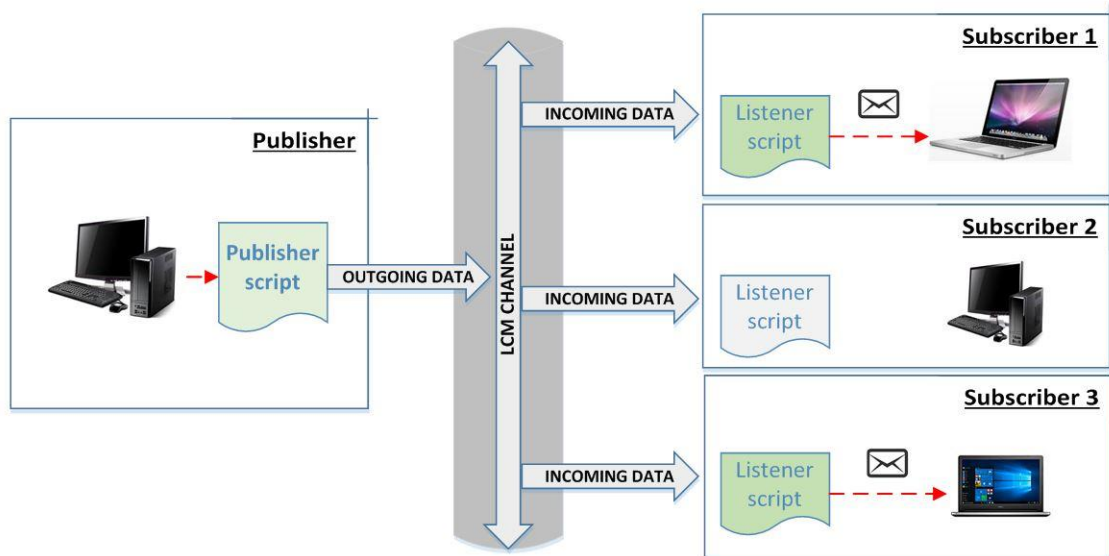 Publisher
Publisher
script
OUTGOING DATA
LCM CHANNEL
Subscriber 1
INCOMING DATA
Listener
script
Subscriber 2
INCOMING DATA
Listener
script
Subscriber 3
INCOMING DATA
Listener
script